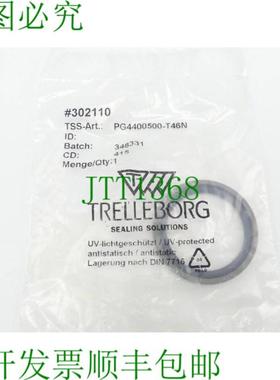 图必究
#302110
TSS-Art.: PG4400500-T46N
ID:
Batch: 348331
CD: 415
Menge/Qty:1
JTT1368
TRELLEBORG
SEALING SOLUTIONS
UV-lichtgeschützt / UV-protected
antistatisch / antistatic
Lagerung nach DIN 7716
开发票顺丰包邮